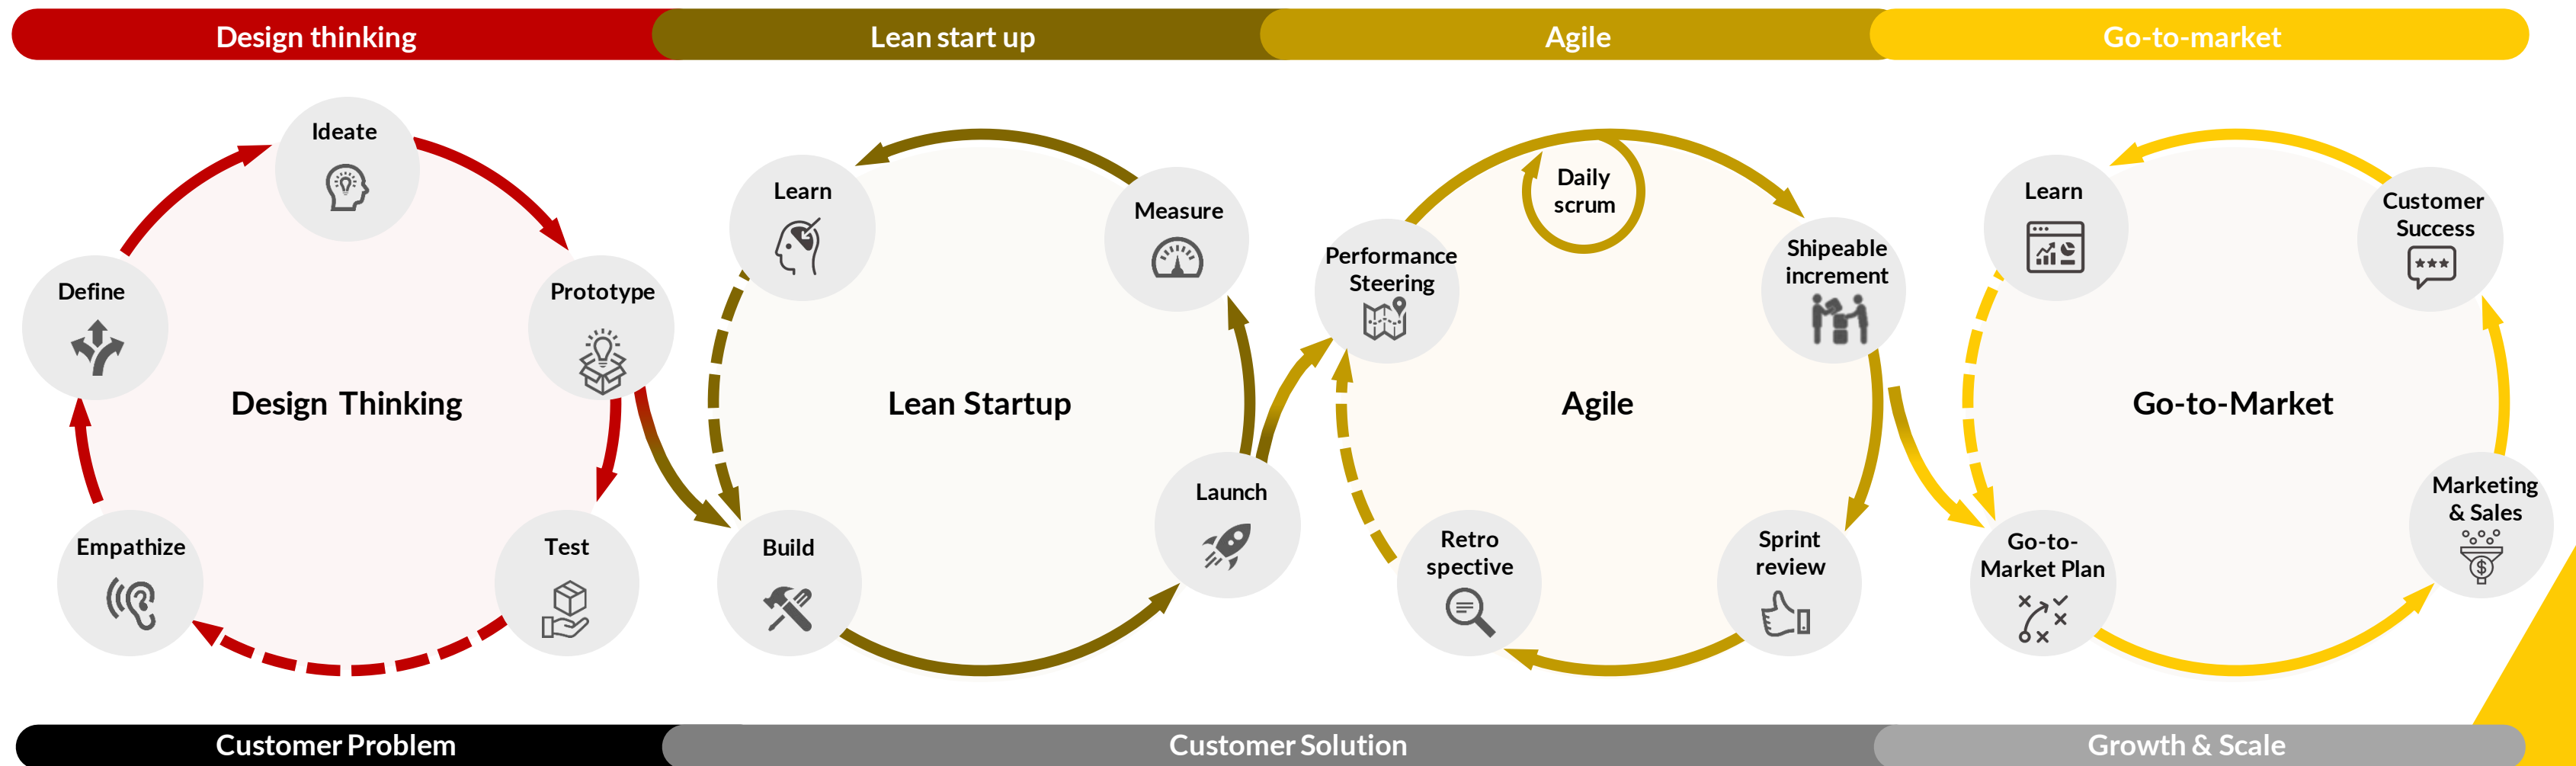 Design thinking
Lean start up
Agile
Go-to-market
Ideate
Define
Prototype
Design Thinking
Empathize
Test
Learn
Measure
Lean Startup
Launch
Build
Daily
scrum
Performance
Steering
Shipeable
increment
Agile
Retro
spective
Sprint
review
Learn
Customer
Success
Go-to-Market
Marketing
& Sales
Go-to-
Market Plan
Customer Problem
Customer Solution
Growth & Scale